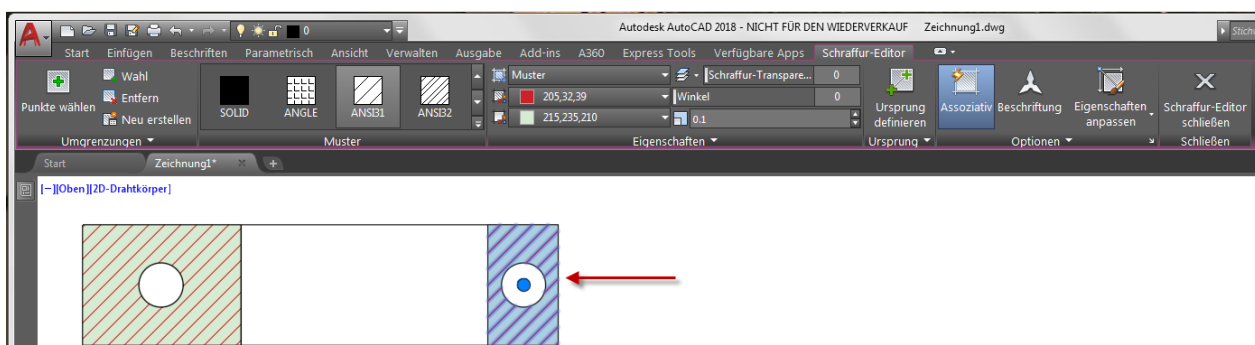 0
Autodesk AutoCAD 2018 - NICHT FÜR DEN WIEDERVERKAUF Zeichnung1.dwg
Start Einfügen Beschriften Parametrisch Ansicht Verwalten Ausgabe Add-ins A360 Express Tools Verfügbare Apps Schraffur-Editor
Punkte wählen
Wahl
Entfern
Neu erstellen
Umgrenzungen
SOLID
ANGLE
ANSI31
ANSI32
Muster
Muster
205,32,39
215,235,210
Schraffur-Transpare... 0
Winkel 0
0.1
Eigenschaften
Ursprung
definieren
Ursprung
Assoziativ
Beschriftung
Eigenschaften
anpassen
Optionen
Schraffur-Editor
schließen
Schließen
Start Zeichnung1*
[−][Oben][2D-Drahtkörper]